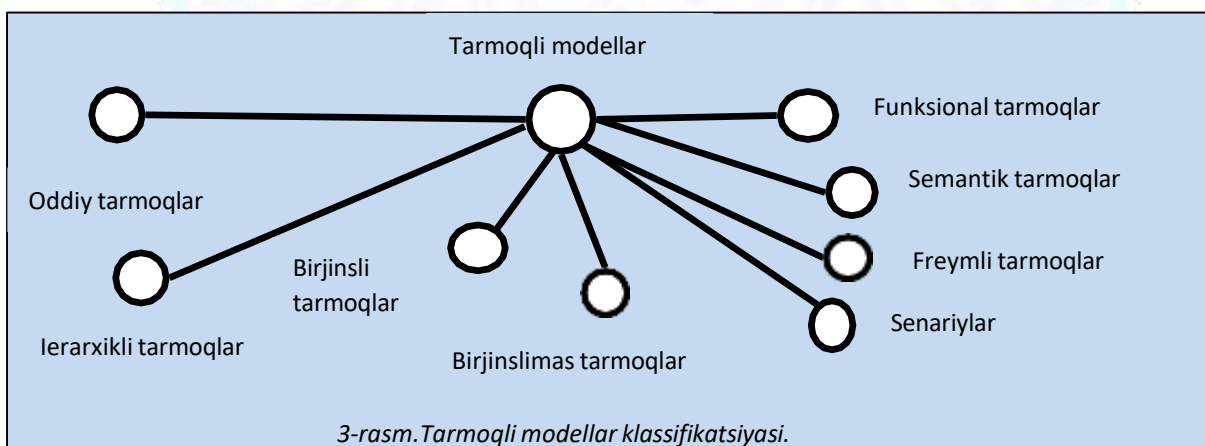 Tarmoqli modellar
Funksional tarmoqlar
Semantik tarmoqlar
Oddiy tarmoqlar
Freymli tarmoqlar
Birjinsli
tarmoqlar
Senariylar
Ierarxikli tarmoqlar
Birjinslimas tarmoqlar
3-rasm.Tarmoqli modellar klassifikatsiyasi.